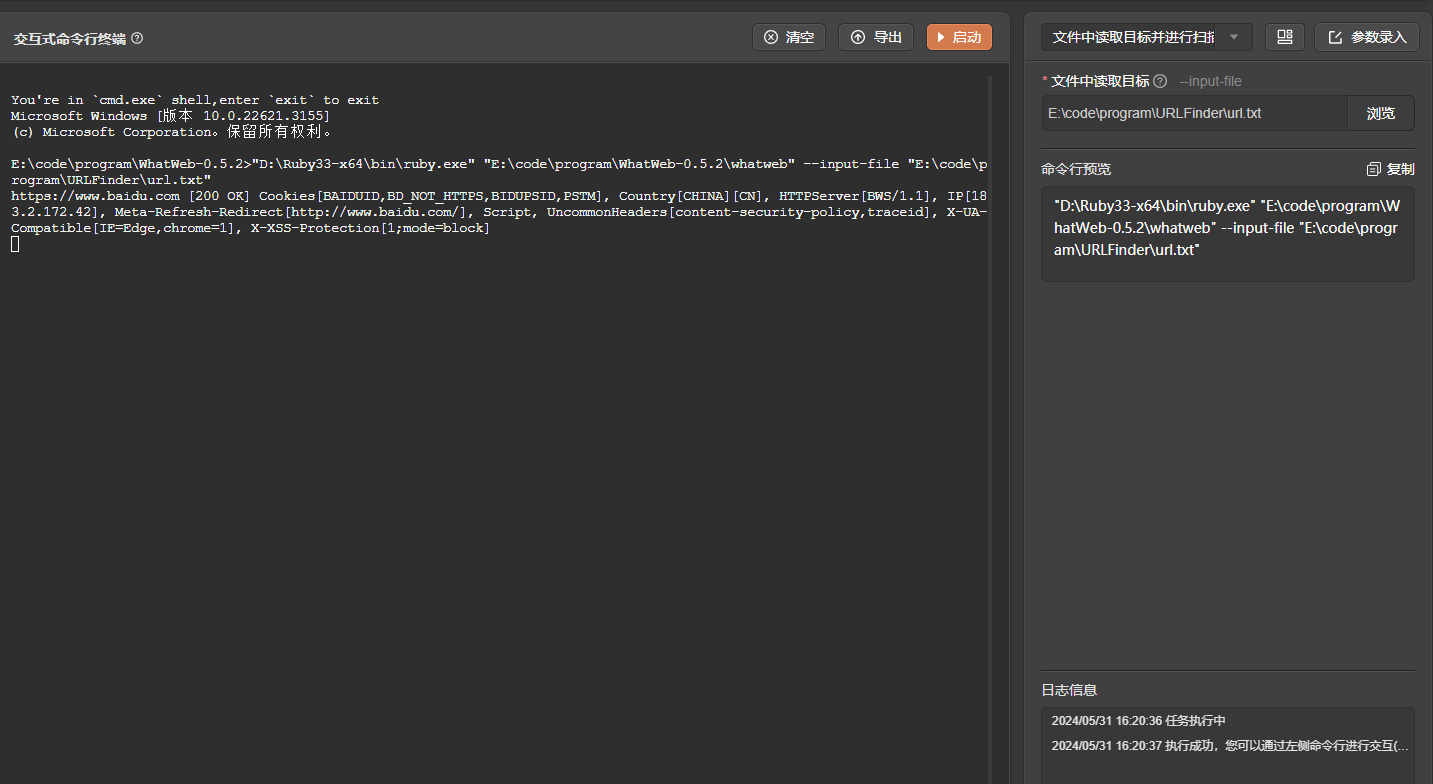 交互式命令行终端
清空
导出
启动
You're in `cmd.exe` shell,enter `exit` to exit
Microsoft Windows [版本 10.0.22621.3155]
(c) Microsoft Corporation。保留所有权利。
E:\code\program\WhatWeb-0.5.2>"D:\Ruby33-x64\bin\ruby.exe" "E:\code\program\WhatWeb-0.5.2\whatweb" --input-file "E:\code\p
rogram\URLFinder\url.txt"
https://www.baidu.com [200 OK] Cookies[BAIDUID,BD_NOT_HTTPS,BIDUPSID,PSTM], Country[CHINA][CN], HTTPServer[BWS/1.1], IP[18
3.2.172.42], Meta-Refresh-Redirect[http://www.baidu.com/], Script, UncommonHeaders[content-security-policy,traceid], X-UA-
Compatible[IE=Edge,chrome=1], X-XSS-Protection[1;mode=block]
文件中读取目标并进行扫
参数录入
* 文件中读取目标 --input-file
E:\code\program\URLFinder\url.txt
浏览
命令行预览
复制
"D:\Ruby33-x64\bin\ruby.exe" "E:\code\program\W
hatWeb-0.5.2\whatweb" --input-file "E:\code\progr
am\URLFinder\url.txt"
日志信息
2024/05/31 16:20:36 任务执行中
2024/05/31 16:20:37 执行成功，您可以通过左侧命令行进行交互(...